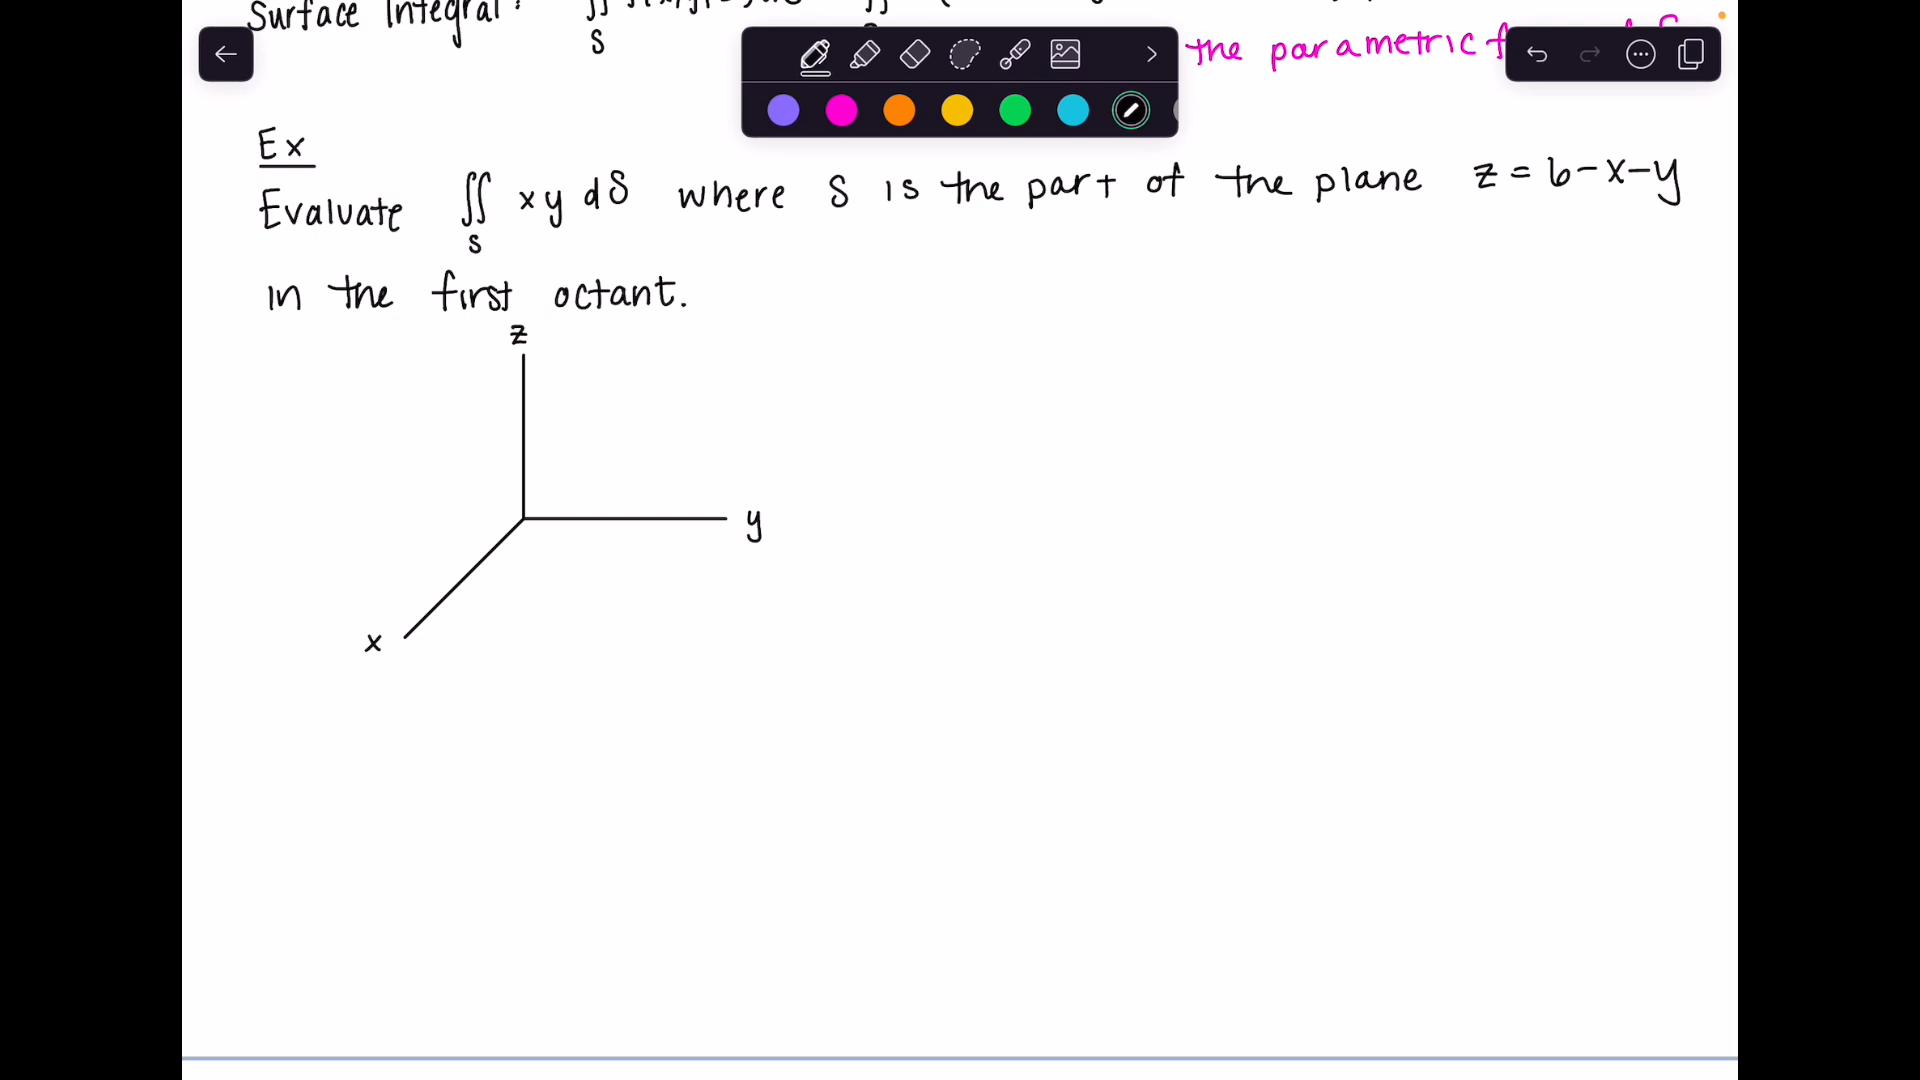 Surface Integral:
S
the parametric
Ex
Evaluate ∬ xy dS where S is the part of the plane z = 6-x-y
S
in the first octant.
z
y
x